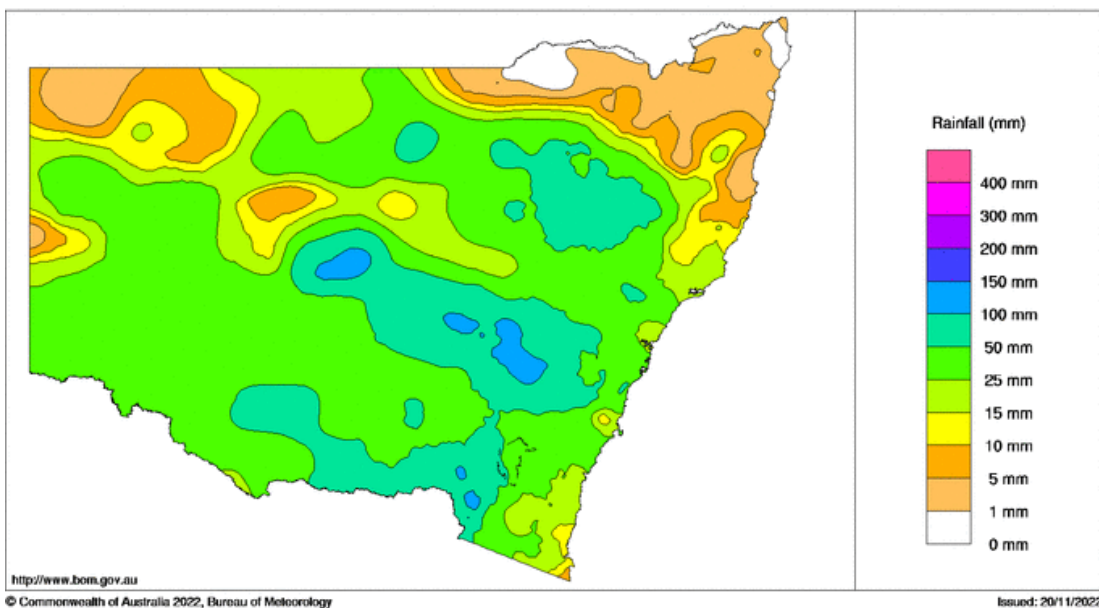 Rainfall (mm)
400 mm
300 mm
200 mm
150 mm
100 mm
50 mm
25 mm
15 mm
10 mm
5 mm
1 mm
0 mm
http://www.bom.gov.au
© Commonwealth of Australia 2022, Bureau of Meteorology
Issued: 20/11/2022